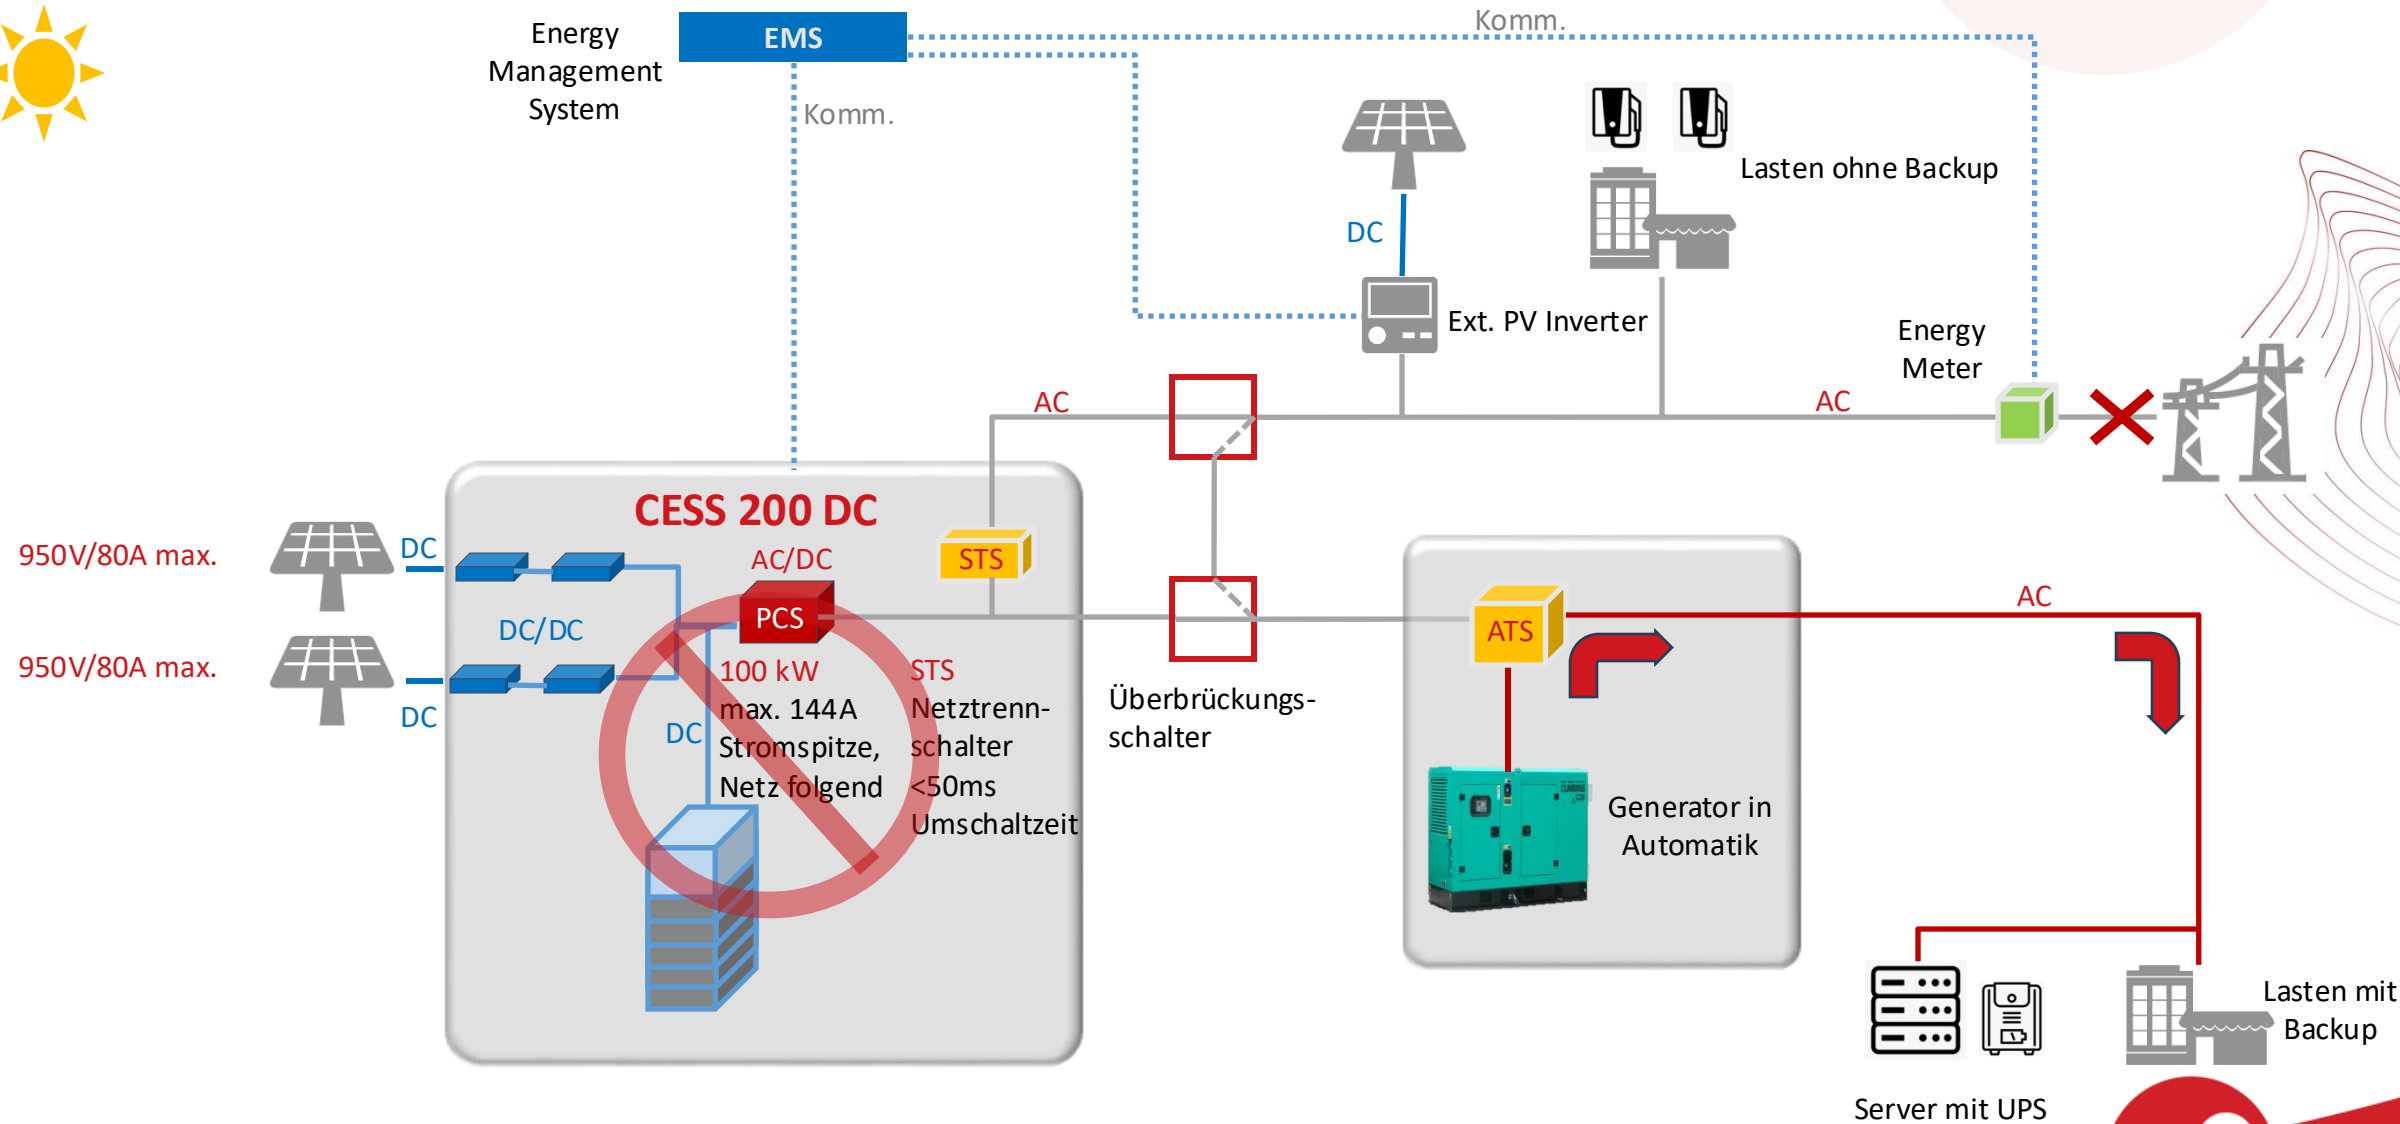 Energy
Management
System
EMS
Komm.
Komm.
Lasten ohne Backup
DC
Ext. PV Inverter
Energy
Meter
AC
AC
CESS 200 DC
950V/80A max.
DC
AC/DC
STS
PCS
DC/DC
950V/80A max.
DC
DC
100 kW
max. 144A
Stromspitze,
Netz folgend
STS
Netztrenn-
schalter
<50ms
Umschaltzeit
Überbrückungs-
schalter
ATS
AC
Generator in
Automatik
CUMMINS
Lasten mit
Backup
Server mit UPS